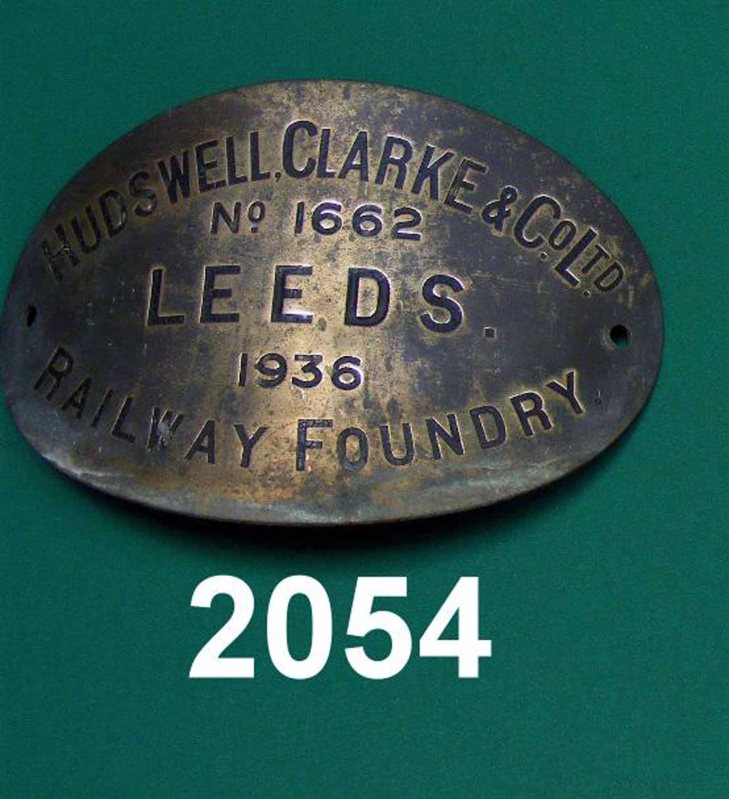 HUDSWELL, CLARKE & CO. LTD.
No 1662
LEEDS.
1936
RAILWAY FOUNDRY.
2054